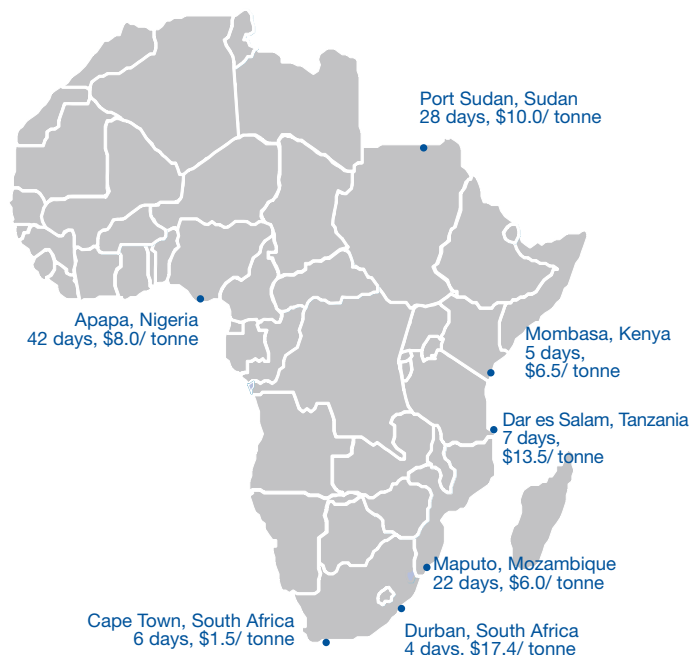 Port Sudan, Sudan
28 days, $10.0/ tonne
Apapa, Nigeria
42 days, $8.0/ tonne
Mombasa, Kenya
5 days,
$6.5/ tonne
Dar es Salam, Tanzania
7 days,
$13.5/ tonne
Maputo, Mozambique
22 days, $6.0/ tonne
Cape Town, South Africa
6 days, $1.5/ tonne
Durban, South Africa
4 days, $17.4/ tonne